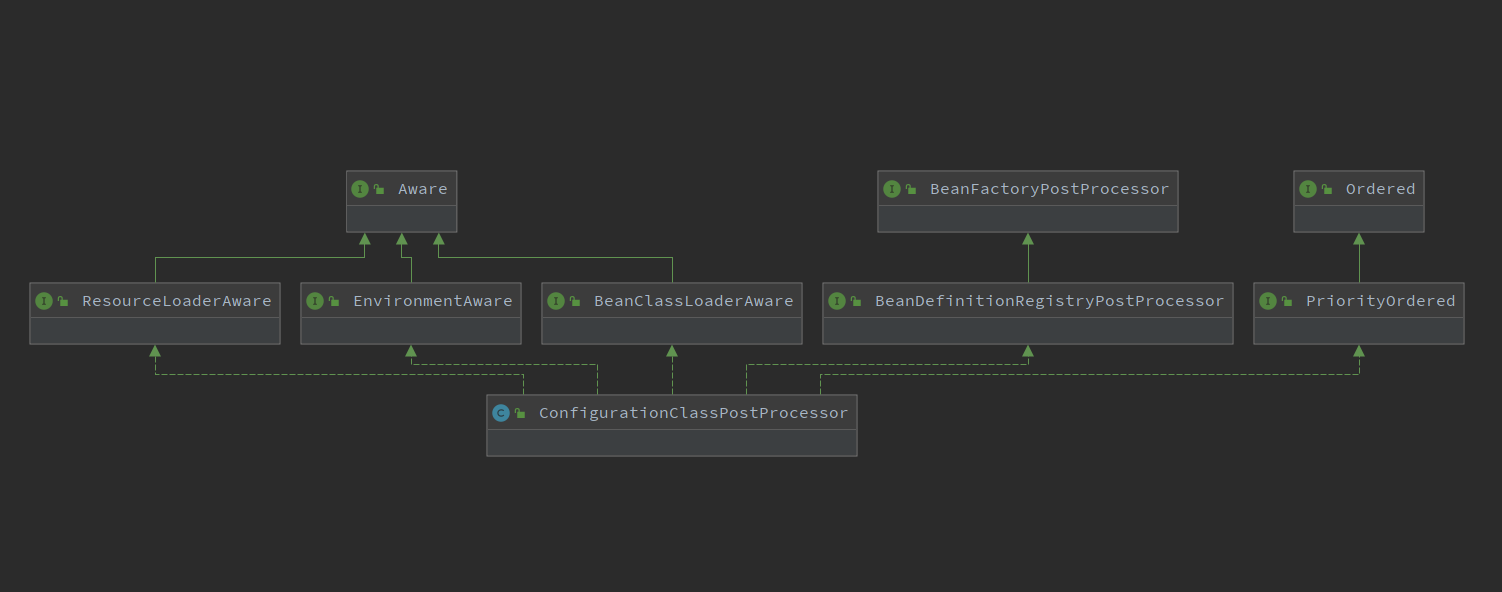 I Aware
I BeanFactoryPostProcessor
I Ordered
I ResourceLoaderAware
I EnvironmentAware
I BeanClassLoaderAware
I BeanDefinitionRegistryPostProcessor
I PriorityOrdered
C ConfigurationClassPostProcessor